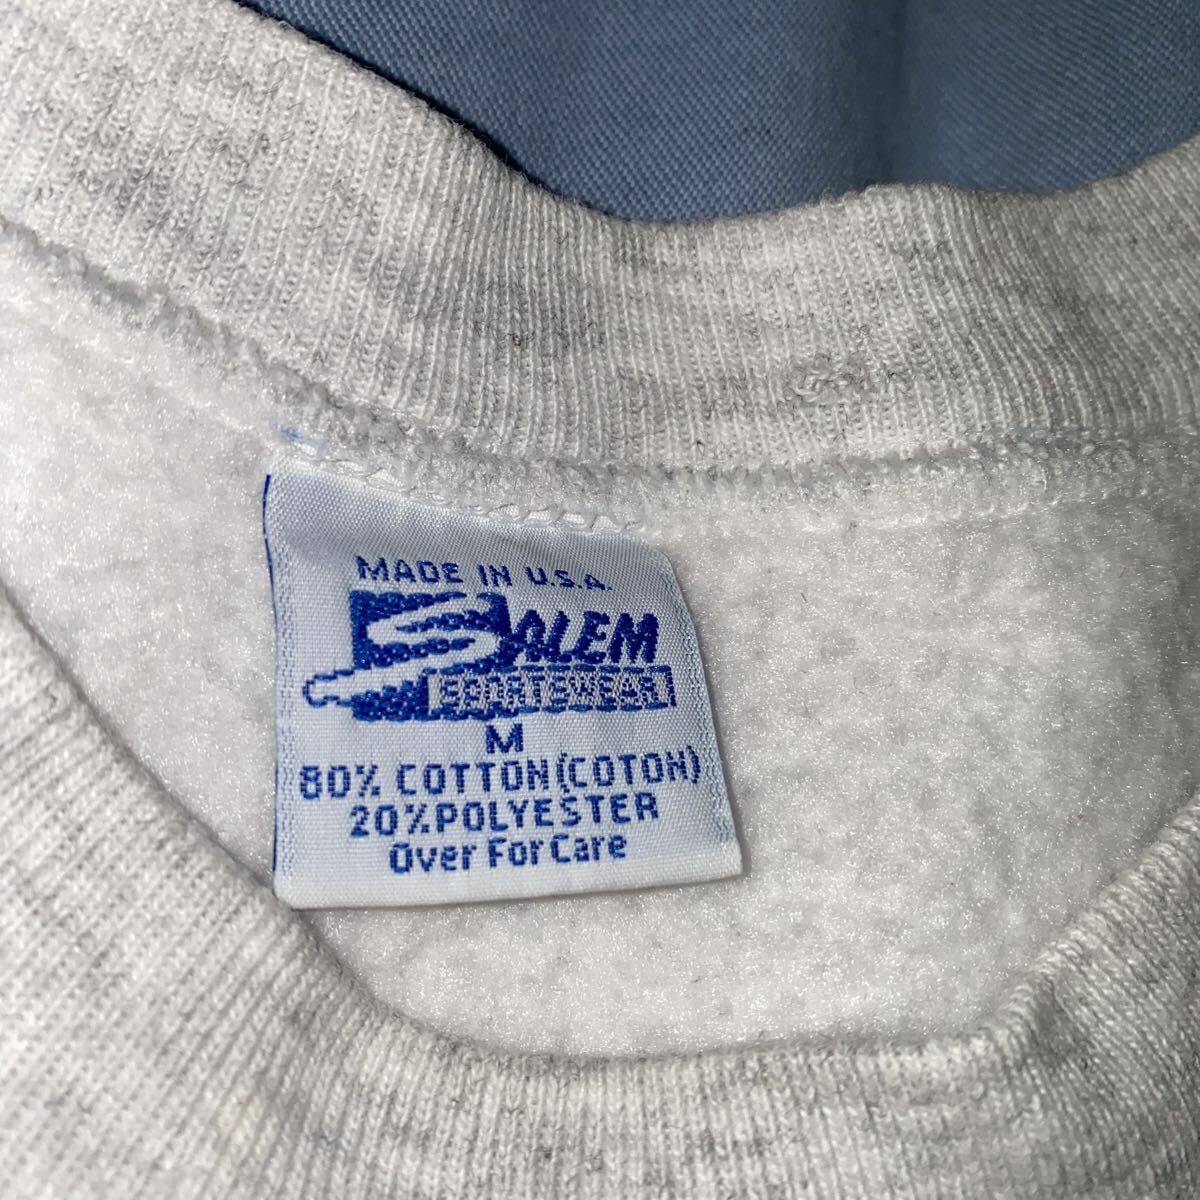 MADE IN U.S.A.
SALEM
SPORTSWEAR
M
80% COTTON(COTON)
20% POLYESTER
Over For Care